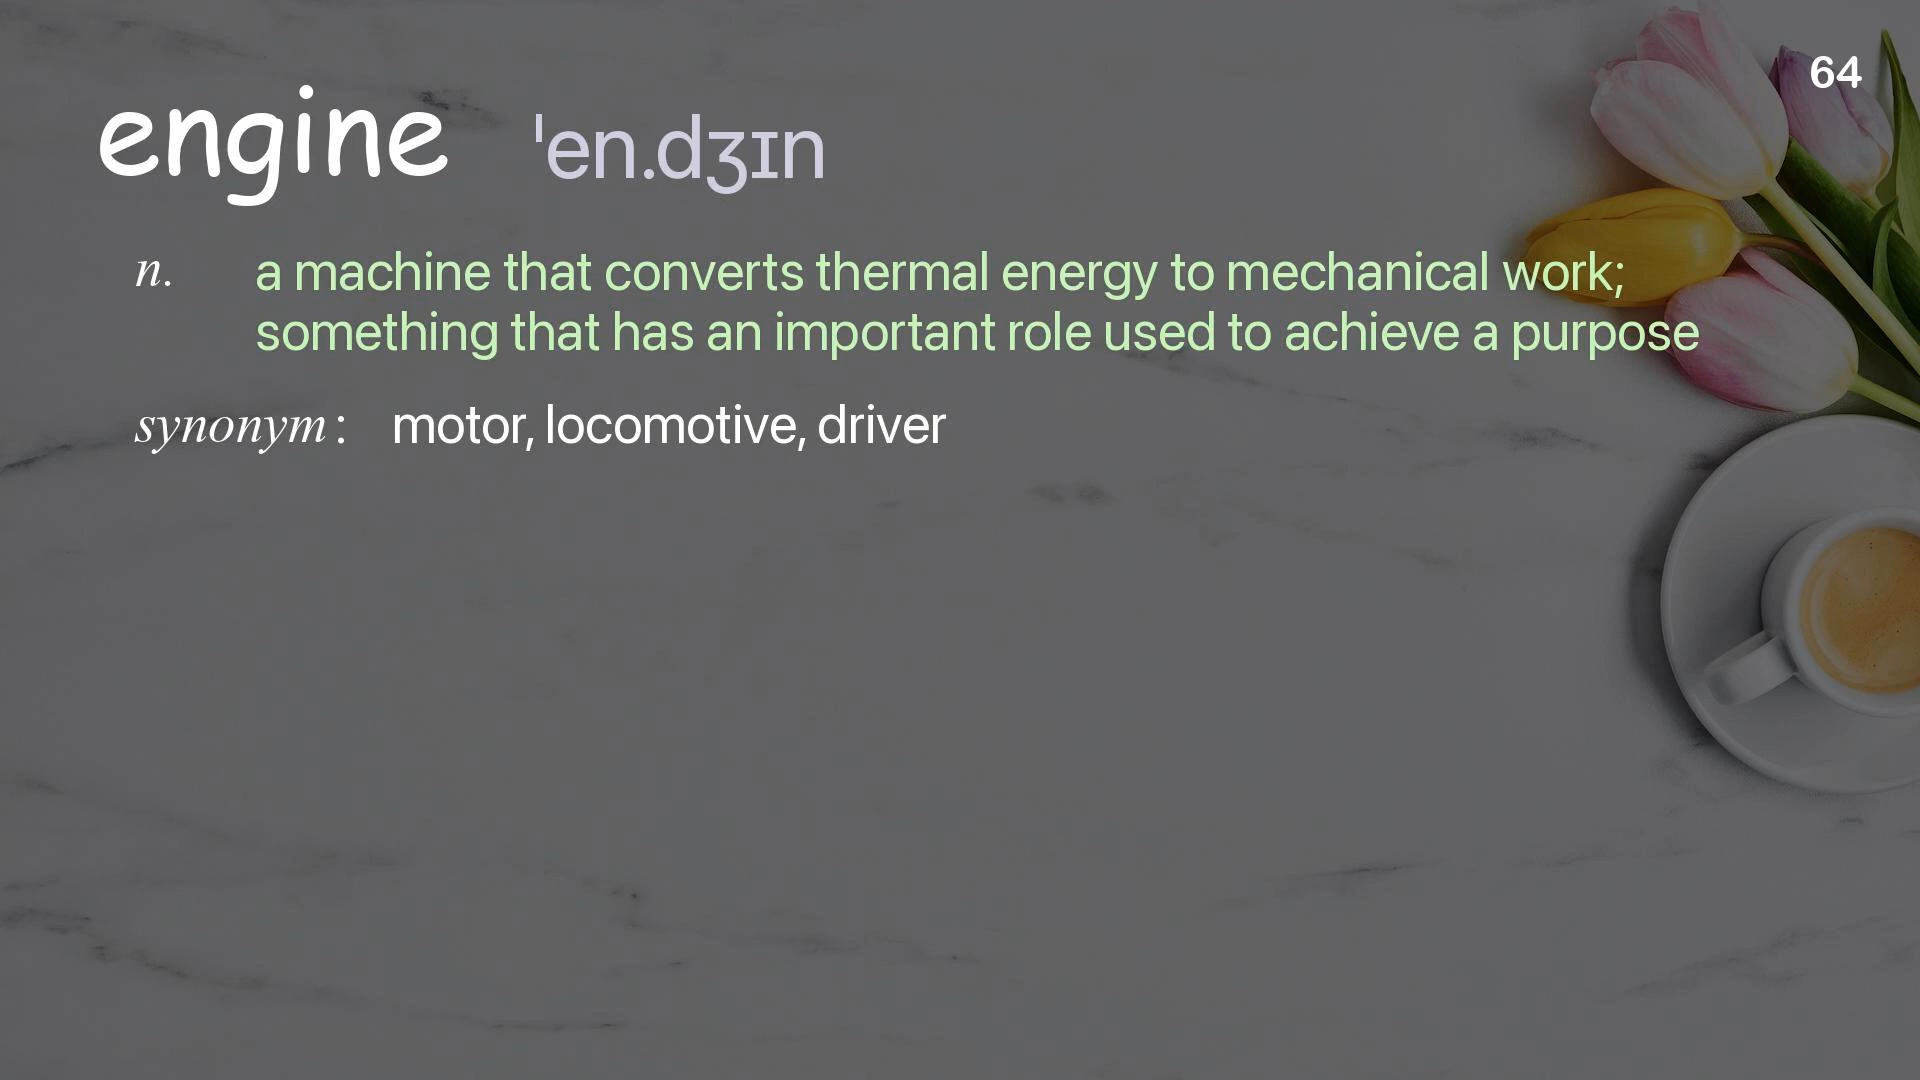 64
engine ˈen.dʒɪn
n. a machine that converts thermal energy to mechanical work;
something that has an important role used to achieve a purpose
synonym: motor, locomotive, driver